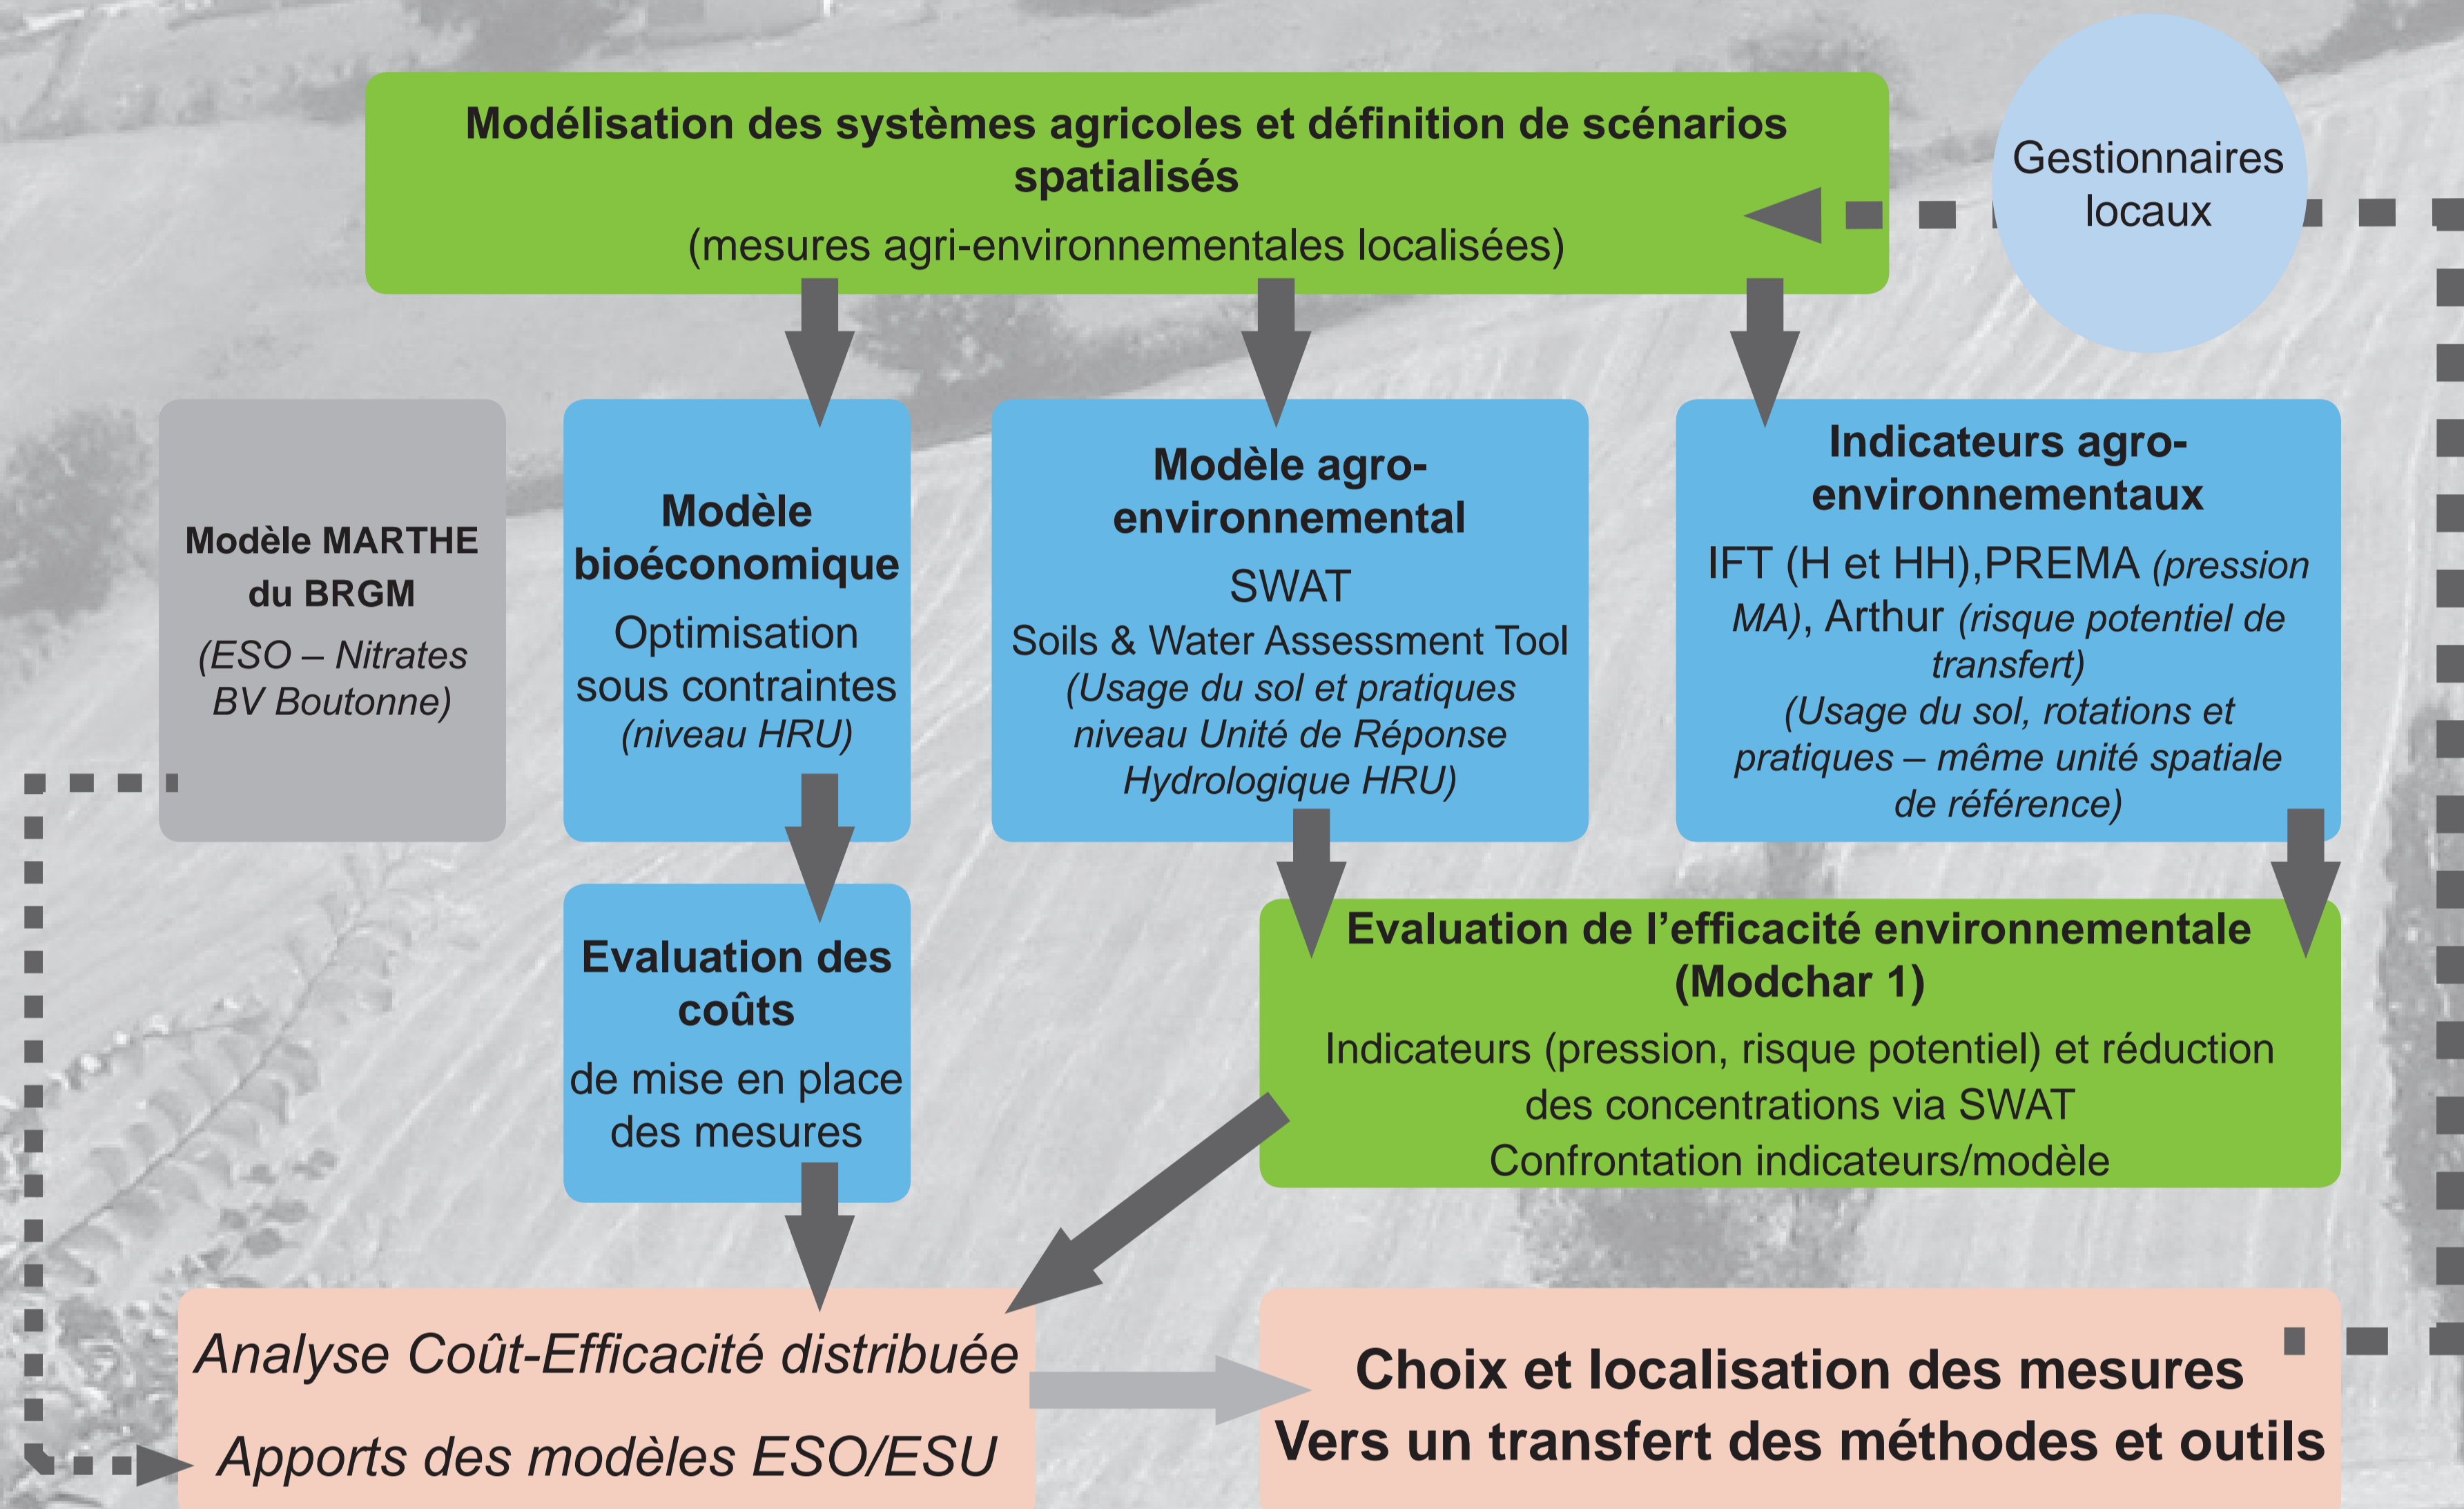 Modélisation des systèmes agricoles et définition de scénarios
spatialisés
(mesures agri-environnementales localisées)
Gestionnaires
locaux
Modèle MARTHE
du BRGM
(ESO – Nitrates
BV Boutonne)
Modèle
bioéconomique
Optimisation
sous contraintes
(niveau HRU)
Modèle agro-
environnemental
SWAT
Soils & Water Assessment Tool
(Usage du sol et pratiques
niveau Unité de Réponse
Hydrologique HRU)
Indicateurs agro-
environnementaux
IFT (H et HH),PREMA (pression
MA), Arthur (risque potentiel de
transfert)
(Usage du sol, rotations et
pratiques – même unité spatiale
de référence)
Evaluation des
coûts
de mise en place
des mesures
Evaluation de l’efficacité environnementale
(Modchar 1)
Indicateurs (pression, risque potentiel) et réduction
des concentrations via SWAT
Confrontation indicateurs/modèle
Analyse Coût-Efficacité distribuée
Apports des modèles ESO/ESU
Choix et localisation des mesures
Vers un transfert des méthodes et outils